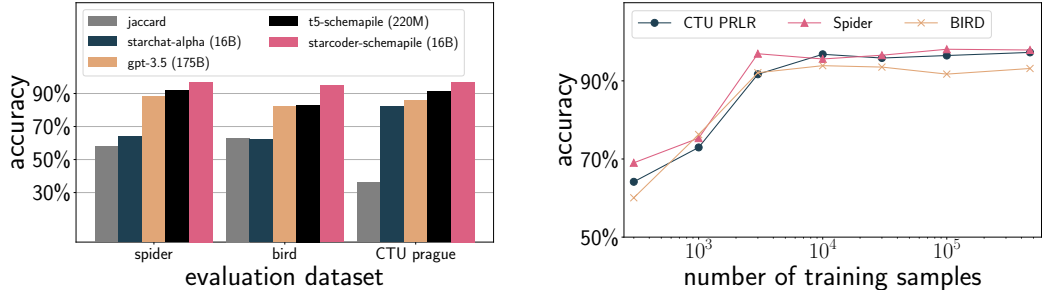 jaccard
starchat-alpha (16B)
gpt-3.5 (175B)
t5-schemapile (220M)
starcoder-schemapile (16B)
accuracy
90%
70%
50%
30%
spider
bird
CTU prague
evaluation dataset
CTU PRLR
Spider
BIRD
accuracy
90%
70%
50%
10³
10⁴
10⁵
number of training samples